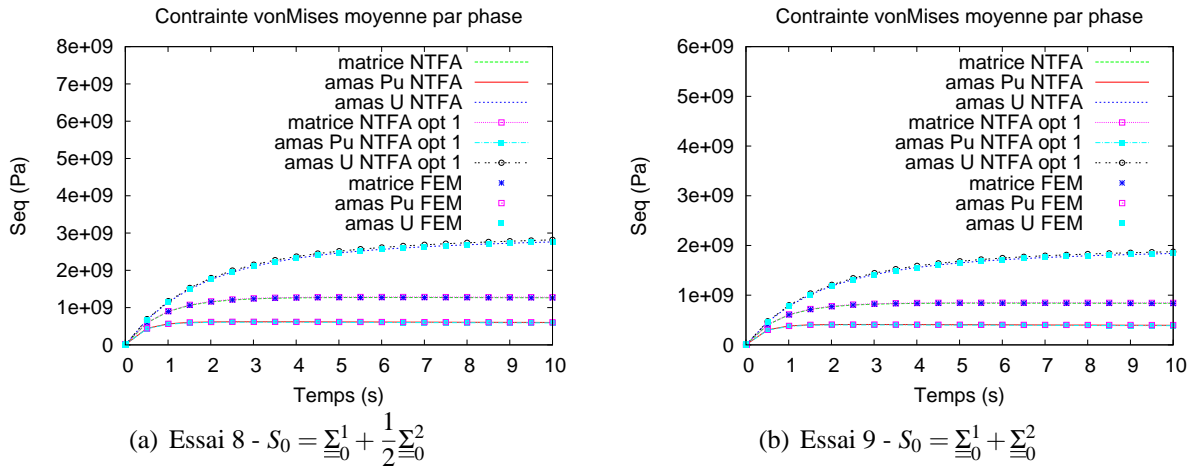 Contrainte vonMises moyenne par phase
8e+09
7e+09
6e+09
5e+09
4e+09
3e+09
2e+09
1e+09
0
Seq (Pa)
matrice NTFA
amas Pu NTFA
amas U NTFA
matrice NTFA opt 1
amas Pu NTFA opt 1
amas U NTFA opt 1
matrice FEM
amas Pu FEM
amas U FEM
0 1 2 3 4 5 6 7 8 9 10
Temps (s)
(a) Essai 8 - S₀ = Σ̳₀¹ + 1/2 Σ̳₀²
Contrainte vonMises moyenne par phase
6e+09
5e+09
4e+09
3e+09
2e+09
1e+09
0
Seq (Pa)
matrice NTFA
amas Pu NTFA
amas U NTFA
matrice NTFA opt 1
amas Pu NTFA opt 1
amas U NTFA opt 1
matrice FEM
amas Pu FEM
amas U FEM
0 1 2 3 4 5 6 7 8 9 10
Temps (s)
(b) Essai 9 - S₀ = Σ̳₀¹ + Σ̳₀²